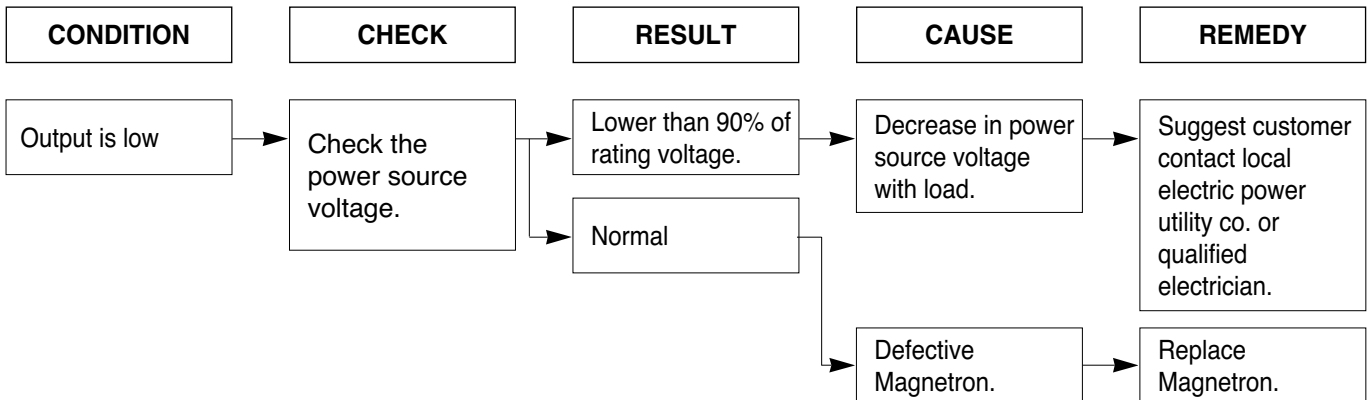 CONDITION
CHECK
RESULT
CAUSE
REMEDY
Output is low
Check the
power source
voltage.
Lower than 90% of
rating voltage.
Decrease in power
source voltage
with load.
Suggest customer
contact local
electric power
utility co. or
qualified
electrician.
Normal
Defective
Magnetron.
Replace
Magnetron.